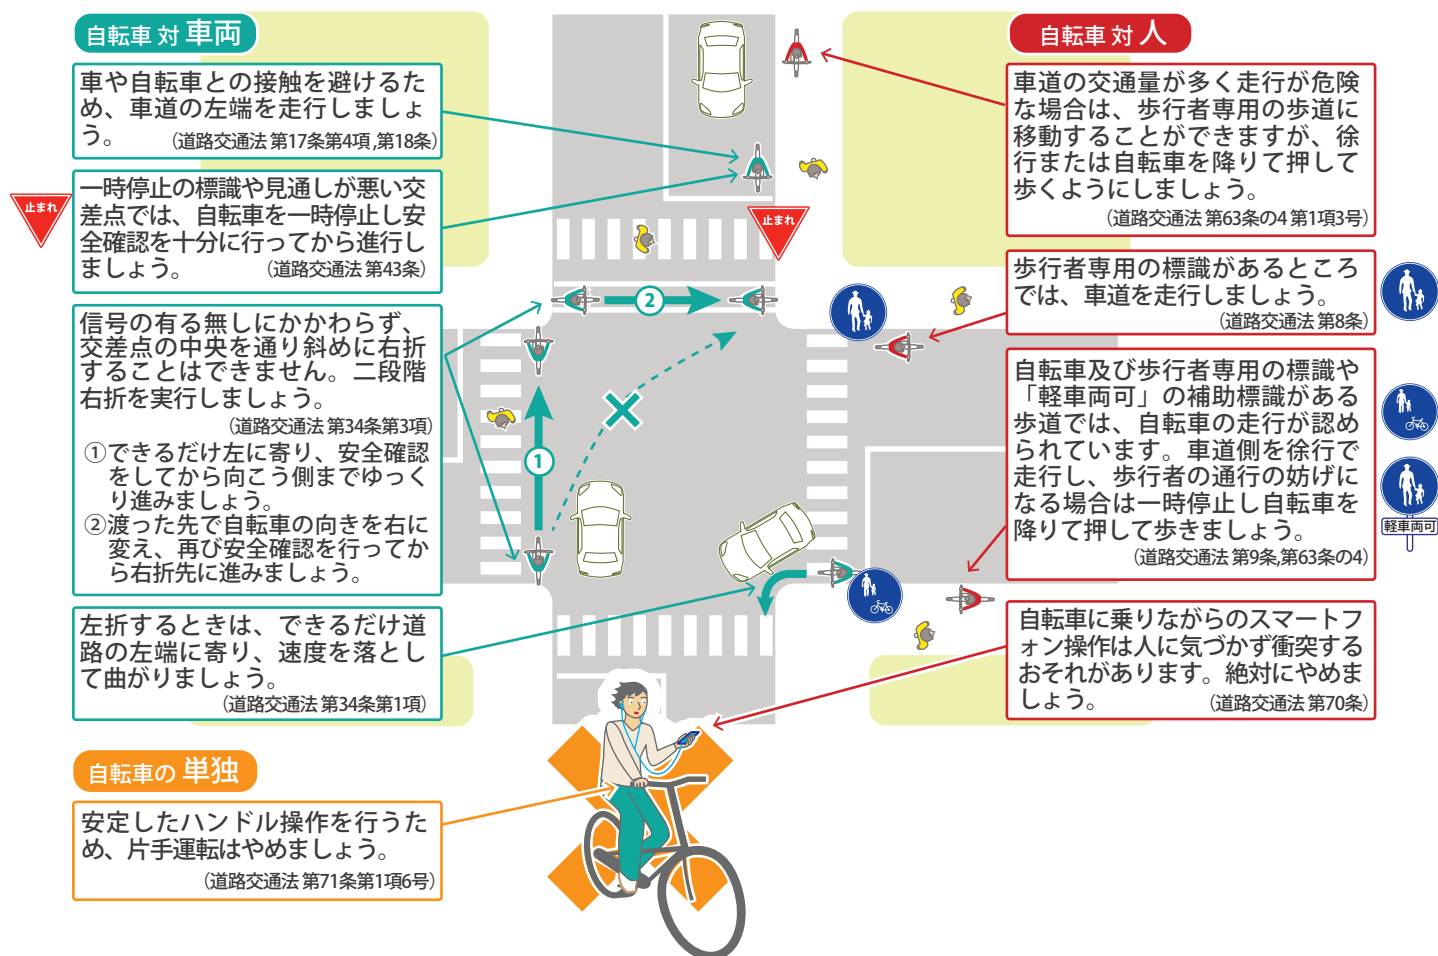 自転車 対 車両
車や自転車との接触を避けるた
め、車道の左端を走行しましょ
う。 （道路交通法 第17条第4項,第18条）
止まれ
一時停止の標識や見通しが悪い交
差点では、自転車を一時停止し安
全確認を十分に行ってから進行し
ましょう。 （道路交通法 第43条）
信号の有る無しにかかわらず、
交差点の中央を通り斜めに右折
することはできません。二段階
右折を実行しましょう。
（道路交通法 第34条第3項）
①できるだけ左に寄り、安全確認
をしてから向こう側までゆっく
り進みましょう。
②渡った先で自転車の向きを右に
変え、再び安全確認を行ってか
ら右折先に進みましょう。
左折するときは、できるだけ道
路の左端に寄り、速度を落とし
て曲がりましょう。
（道路交通法 第34条第1項）
自転車の 単独
安定したハンドル操作を行うた
め、片手運転はやめましょう。
（道路交通法 第71条第1項6号）
止まれ
2
1
自転車 対 人
車道の交通量が多く走行が危険
な場合は、歩行者専用の歩道に
移動することができますが、徐
行または自転車を降りて押して
歩くようにしましょう。
（道路交通法 第63条の4 第1項3号）
歩行者専用の標識があるところ
では、車道を走行しましょう。
（道路交通法 第8条）
自転車及び歩行者専用の標識や
「軽車両可」の補助標識がある
歩道では、自転車の走行が認め
られています。車道側を徐行で
走行し、歩行者の通行の妨げに
なる場合は一時停止し自転車を
降りて押して歩きましょう。
（道路交通法 第9条,第63条の4）
軽車両可
自転車に乗りながらのスマートフ
ォン操作は人に気づかず衝突する
おそれがあります。絶対にやめま
しょう。 （道路交通法 第70条）